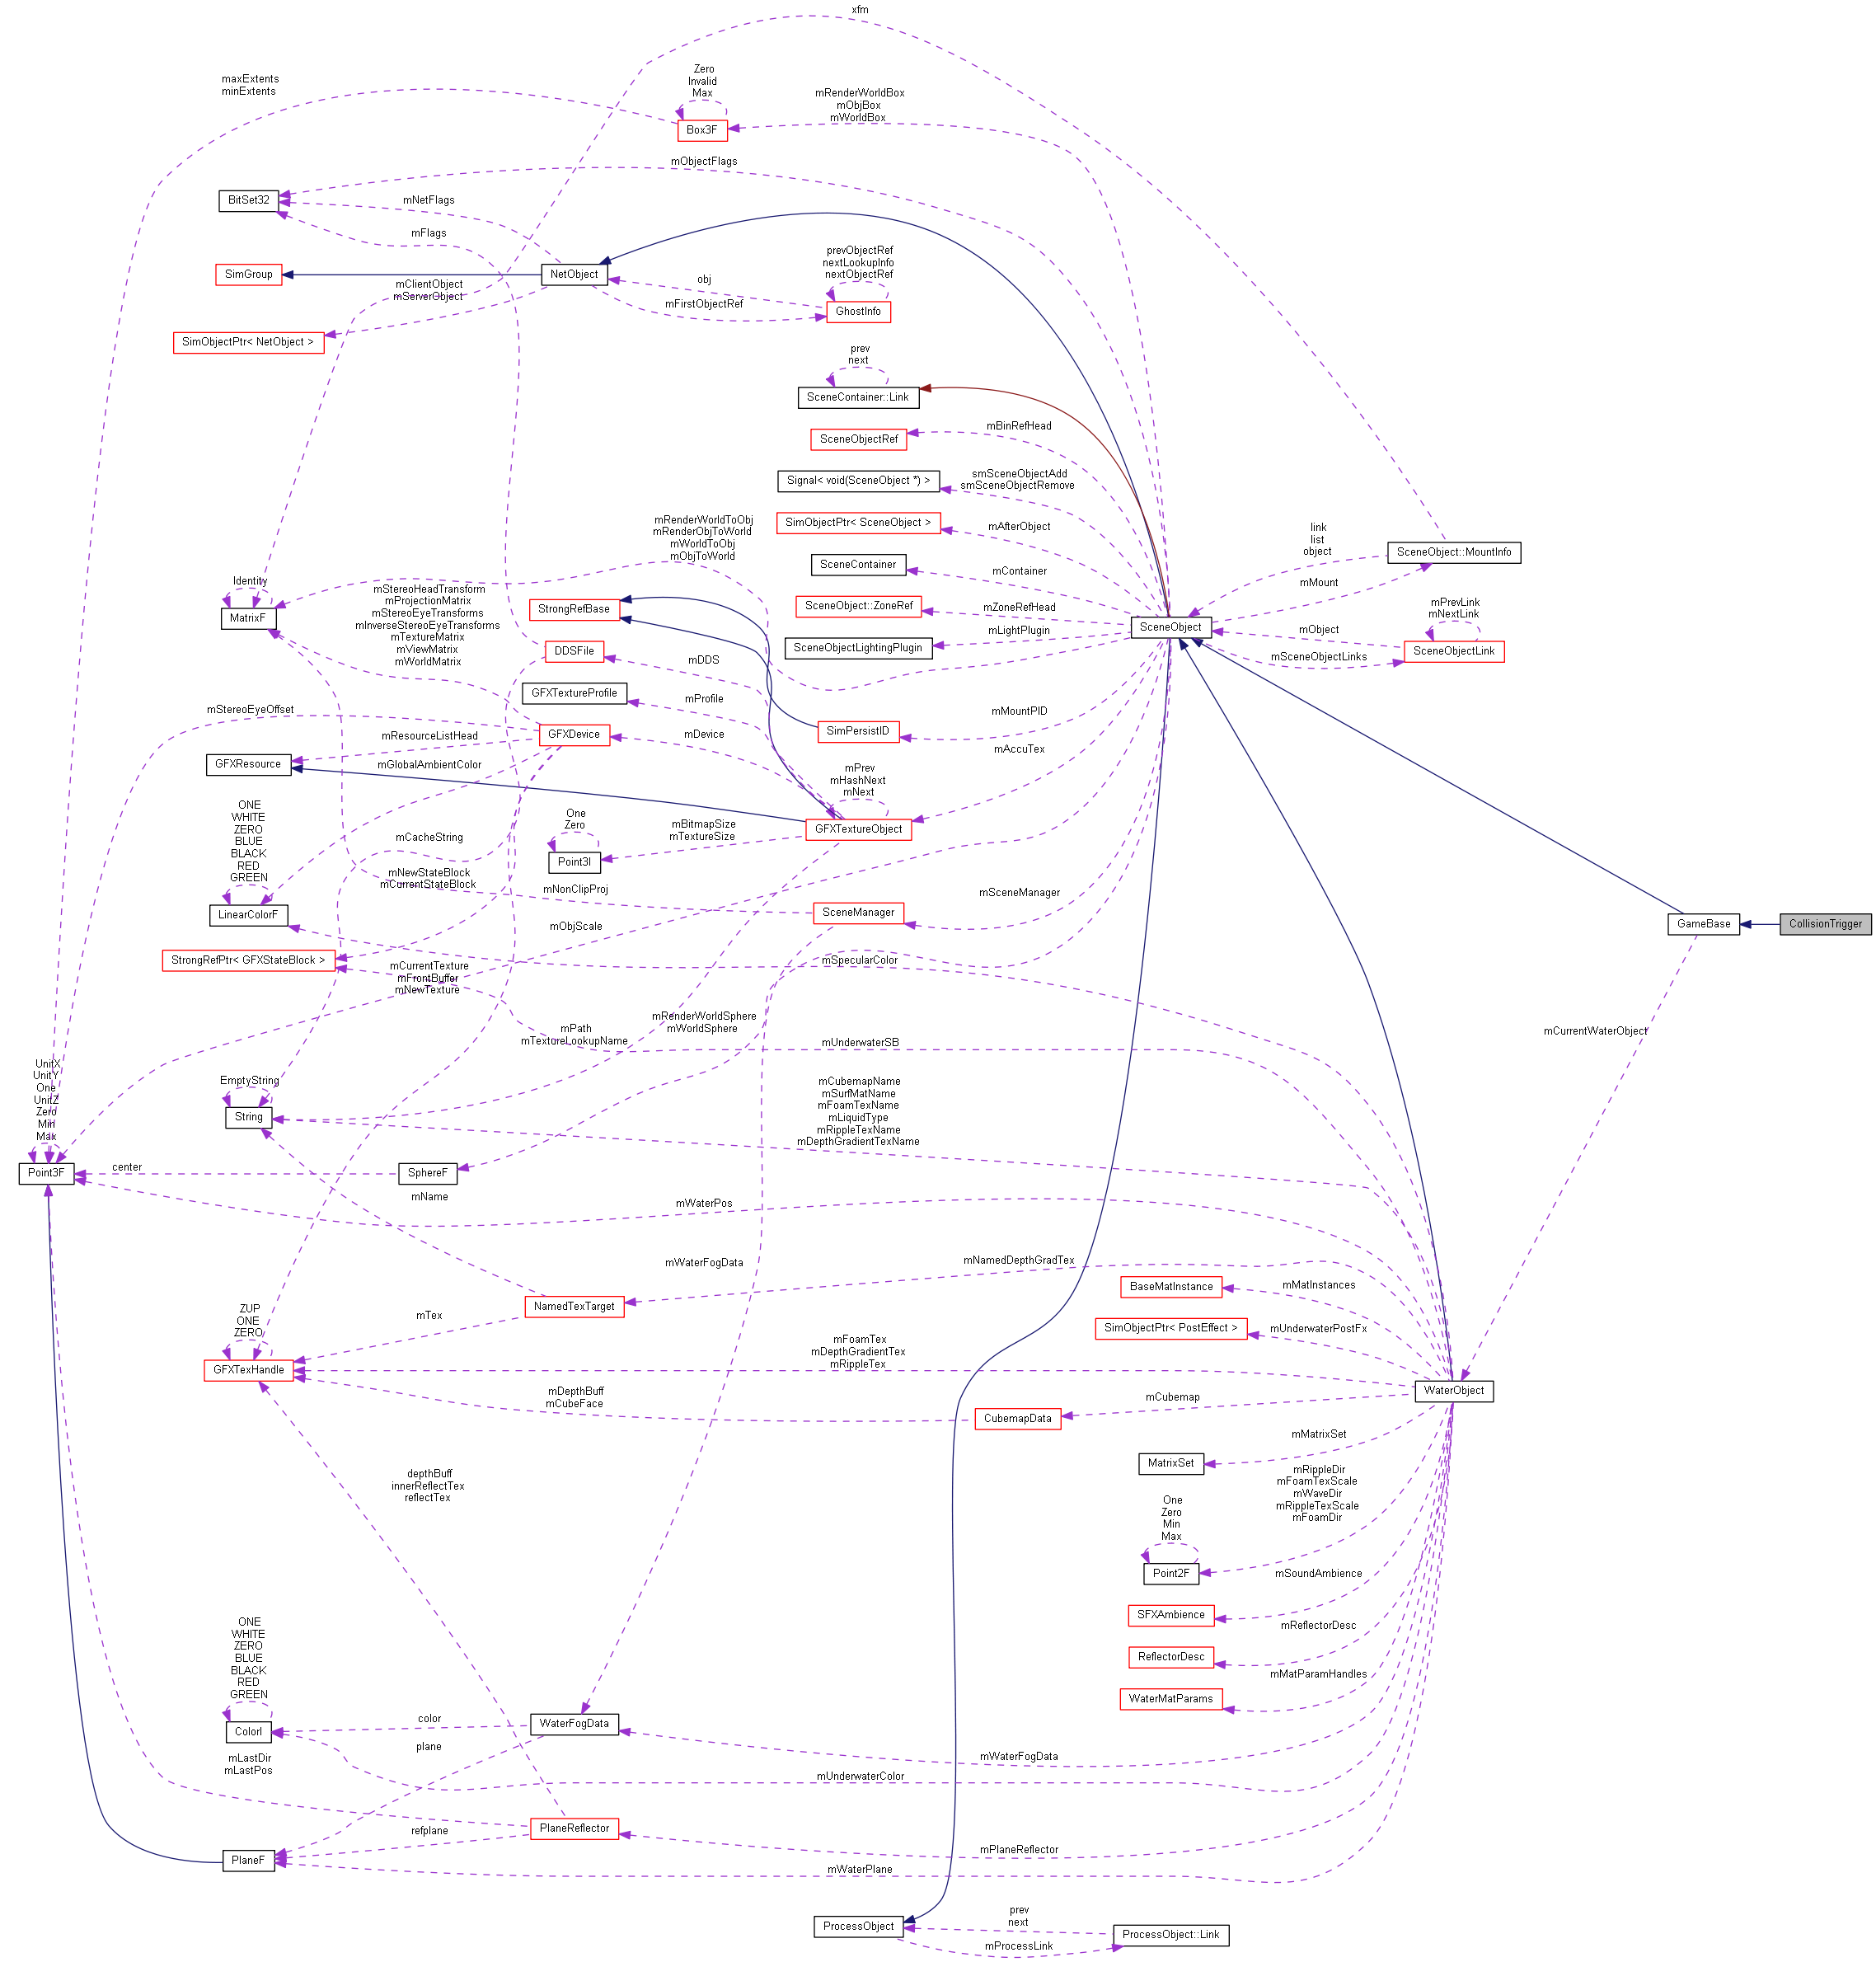 xfm
maxExtents
minExtents
Zero
Invalid
Max
Box3F
mRenderWorldBox
mObjBox
mWorldBox
mObjectFlags
BitSet32
mNetFlags
mFlags
SimGroup
NetObject
mClientObject
mServerObject
obj
mFirstObjectRef
prevObjectRef
nextLookupInfo
nextObjectRef
GhostInfo
SimObjectPtr< NetObject >
prev
next
SceneContainer::Link
mBinRefHead
SceneObjectRef
Signal< void(SceneObject *) >
smSceneObjectAdd
smSceneObjectRemove
SimObjectPtr< SceneObject >
mAfterObject
mRenderWorldToObj
mRenderObjToWorld
mWorldToObj
mObjToWorld
SceneContainer
mContainer
link
list
object
SceneObject::MountInfo
mMount
Identity
MatrixF
mStereoHeadTransform
mProjectionMatrix
mStereoEyeTransforms
mInverseStereoEyeTransforms
mTextureMatrix
mViewMatrix
mWorldMatrix
StrongRefBase
SceneObject::ZoneRef
mZoneRefHead
SceneObject
mPrevLink
mNextLink
mObject
SceneObjectLink
mSceneObjectLinks
DDSFile
mDDS
SceneObjectLightingPlugin
mLightPlugin
GFXTextureProfile
mProfile
mStereoEyeOffset
mResourceListHead
GFXDevice
mDevice
SimPersistID
mMountPID
mAccuTex
GFXResource
mGlobalAmbientColor
mPrev
mHashNext
mNext
GFXTextureObject
ONE
WHITE
ZERO
BLUE
BLACK
RED
GREEN
LinearColorF
mCacheString
One
Zero
Point3I
mBitmapSize
mTextureSize
mNewStateBlock
mCurrentStateBlock
mNonClipProj
SceneManager
mSceneManager
GameBase
CollisionTrigger
mObjScale
StrongRefPtr< GFXStateBlock >
mSpecularColor
mCurrentTexture
mFrontBuffer
mNewTexture
mRenderWorldSphere
mWorldSphere
mPath
mTextureLookupName
mUnderwaterSB
mCurrentWaterObject
UnitX
UnitY
One
UnitZ
Zero
Min
Max
Point3F
EmptyString
String
mCubemapName
mSurfMatName
mFoamTexName
mLiquidType
mRippleTexName
mDepthGradientTexName
center
SphereF
mName
mWaterPos
mWaterFogData
mNamedDepthGradTex
BaseMatInstance
mMatInstances
NamedTexTarget
mTex
SimObjectPtr< PostEffect >
mUnderwaterPostFx
ZUP
ONE
ZERO
GFXTexHandle
mFoamTex
mDepthGradientTex
mRippleTex
WaterObject
mDepthBuff
mCubeFace
CubemapData
mCubemap
MatrixSet
mMatrixSet
depthBuff
innerReflectTex
reflectTex
mRippleDir
mFoamTexScale
mWaveDir
mRippleTexScale
mFoamDir
One
Zero
Min
Max
Point2F
mSoundAmbience
SFXAmbience
mReflectorDesc
ReflectorDesc
mMatParamHandles
WaterMatParams
ONE
WHITE
ZERO
BLUE
BLACK
RED
GREEN
ColorI
color
WaterFogData
plane
mWaterFogData
mLastDir
mLastPos
mUnderwaterColor
refplane
PlaneReflector
mPlaneReflector
PlaneF
mWaterPlane
ProcessObject
prev
next
mProcessLink
ProcessObject::Link